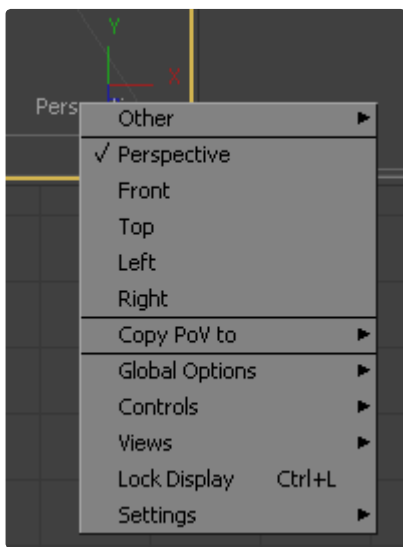 Y
X
Pers
Other
✓ Perspective
Front
Top
Left
Right
Copy PoV to
Global Options
Controls
Views
Lock Display Ctrl+L
Settings